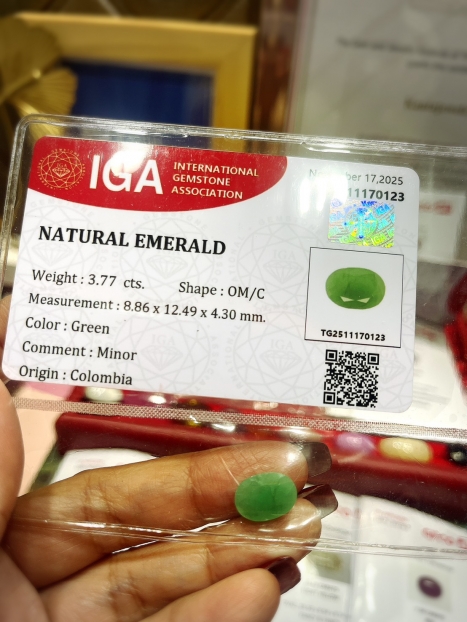 IGA
INTERNATIONAL
GEMSTONE
ASSOCIATION
17,2025
11170123
NATURAL EMERALD
Weight : 3.77 cts. Shape : OM/C
Measurement : 8.86 x 12.49 x 4.30 mm.
Color : Green
Comment : Minor
Origin : Colombia
TG2511170123